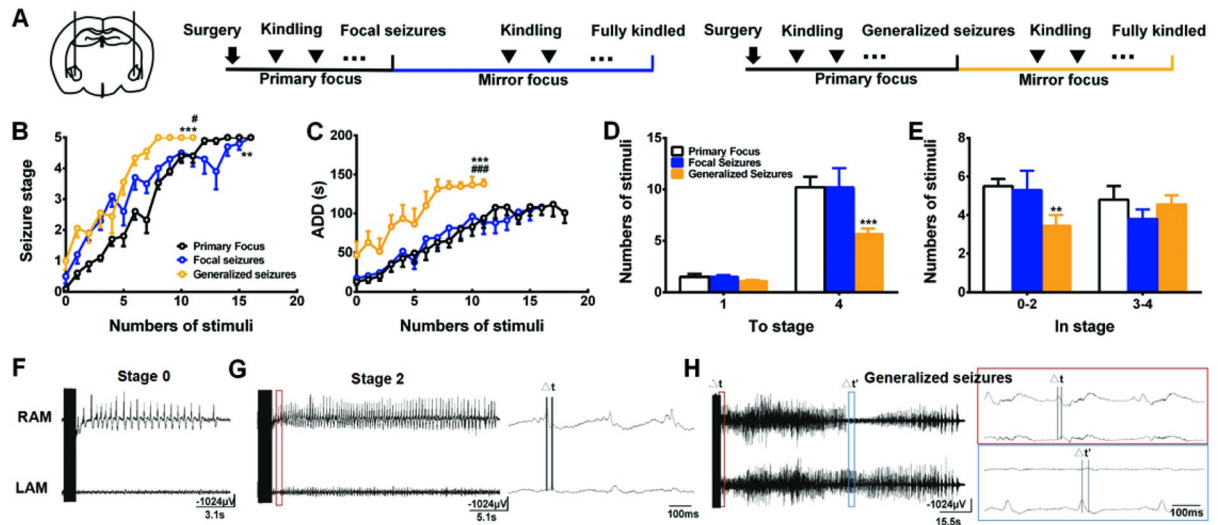 A
Surgery Kindling Focal seizures Kindling Fully kindled
Primary focus Mirror focus
Surgery Kindling Generalized seizures Kindling Fully kindled
Primary focus Mirror focus
B
Seizure stage
5
4
3
2
1
0
#
***
**
Primary Focus
Focal seizures
Generalized seizures
0 5 10 15 20
Numbers of stimuli
C
ADD (s)
200
150
100
50
0
***
###
0 5 10 15 20
Numbers of stimuli
D
Numbers of stimuli
15
10
5
0
Primary Focus
Focal Seizures
Generalized Seizures
***
1 4
To stage
E
Numbers of stimuli
8
6
4
2
0
**
0-2 3-4
In stage
F
Stage 0
RAM
LAM
-1024μV
3.1s
G
Stage 2
△t
-1024μV
5.1s
100ms
H
Generalized seizures
△t
△t'
-1024μV
15.5s
△t
△t'
100ms